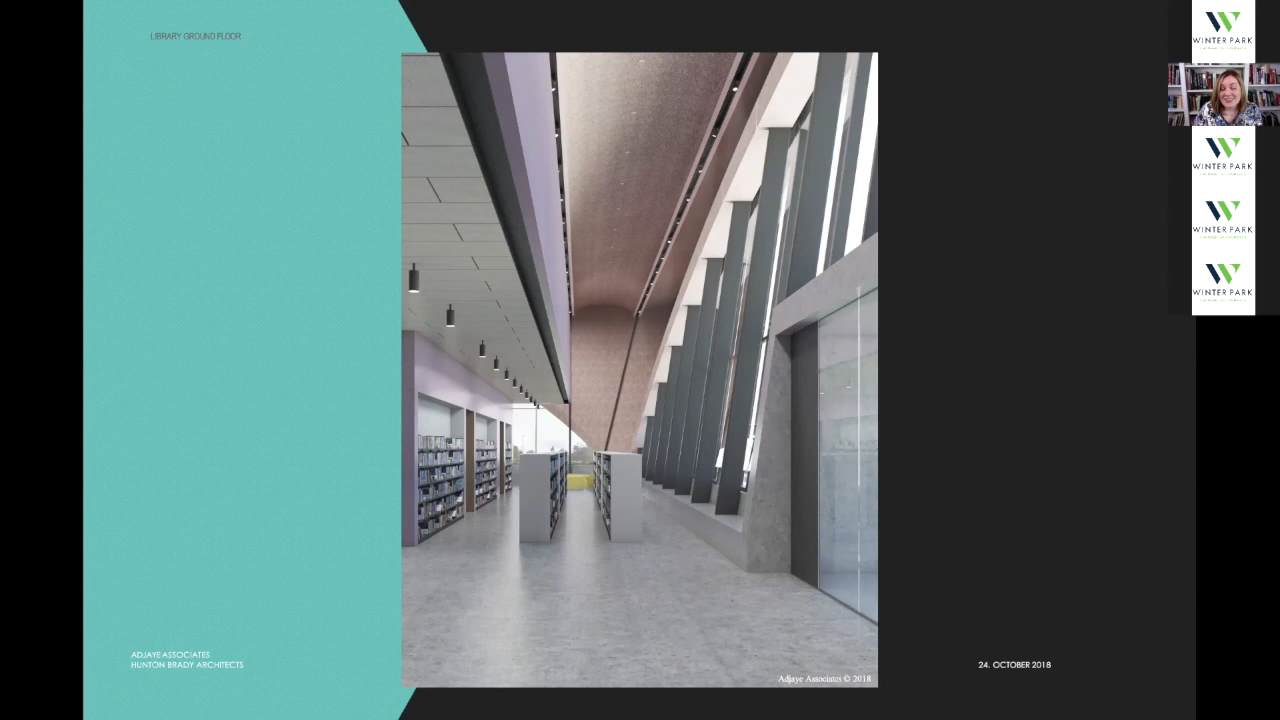 LIBRARY GROUND FLOOR
WINTER PARK
WINTER PARK
WINTER PARK
WINTER PARK
ADJAYE ASSOCIATES
HUNTON BRADY ARCHITECTS
24. OCTOBER 2018
Adjaye Associates © 2018